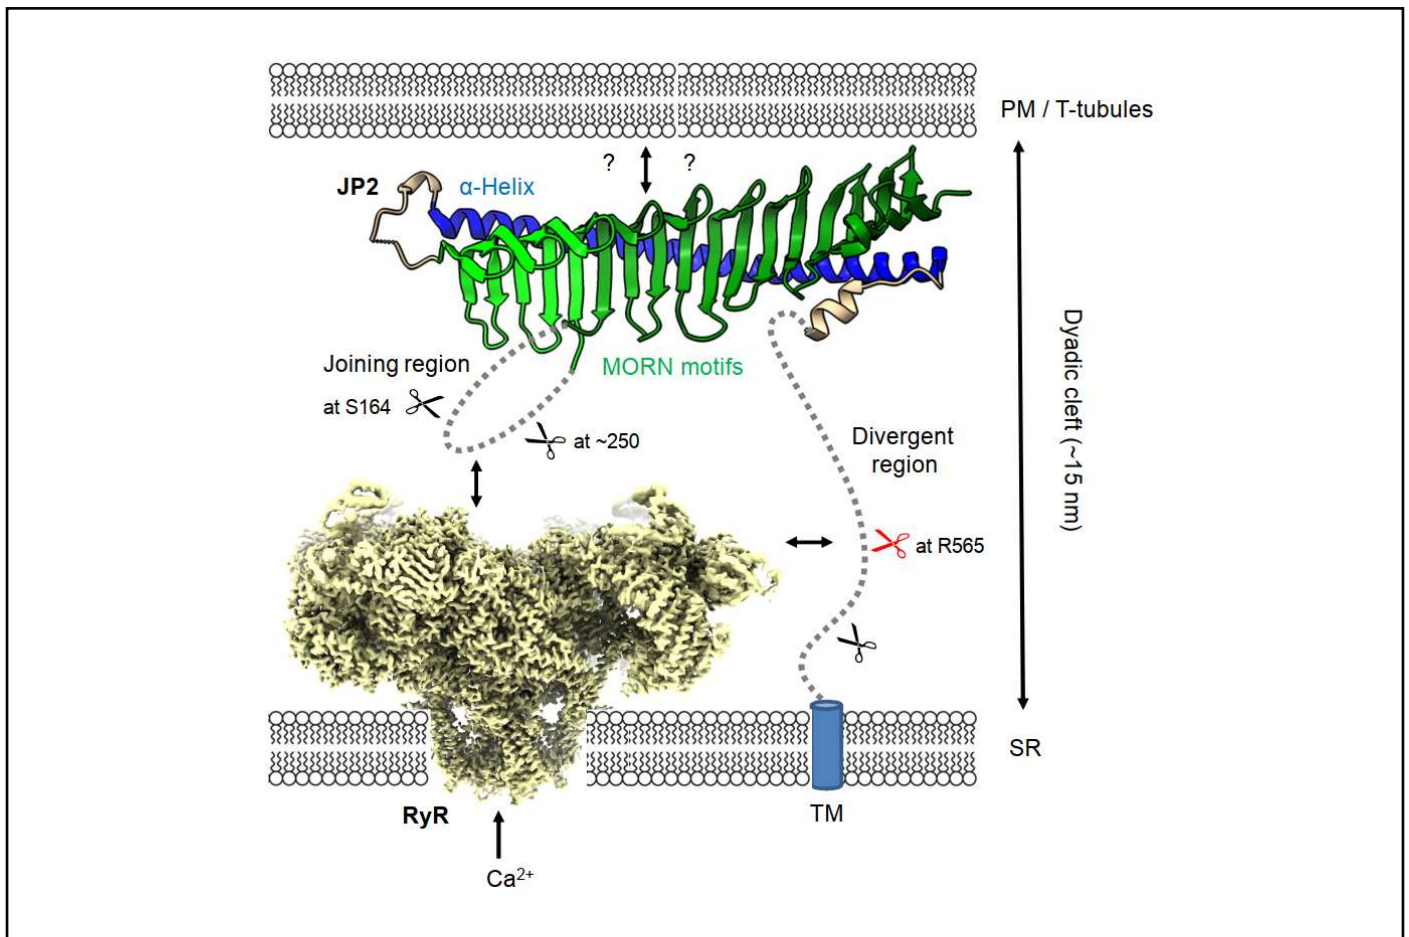 PM / T-tubules
? ?
JP2
α-Helix
Joining region
at S164
MORN motifs
at ~250
Divergent
region
Dyadic cleft (~15 nm)
at R565
SR
RyR
TM
Ca²⁺